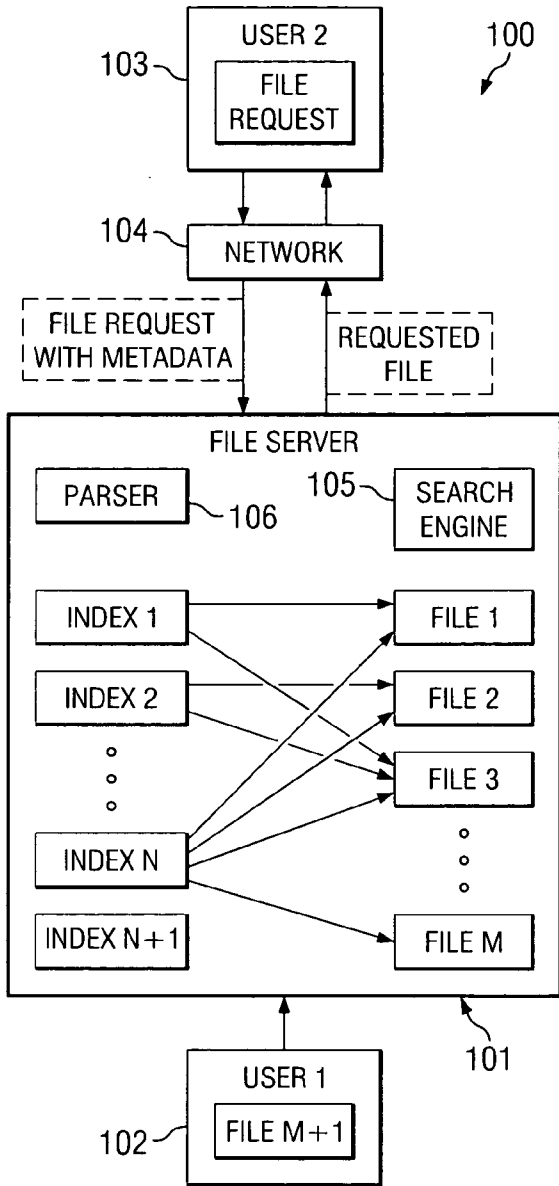 USER 2
103
100
FILE
REQUEST
104
NETWORK
FILE REQUEST
WITH METADATA
REQUESTED
FILE
FILE SERVER
PARSER
106
105
SEARCH
ENGINE
INDEX 1
FILE 1
INDEX 2
FILE 2
FILE 3
INDEX N
INDEX N+1
FILE M
101
USER 1
102
FILE M+1